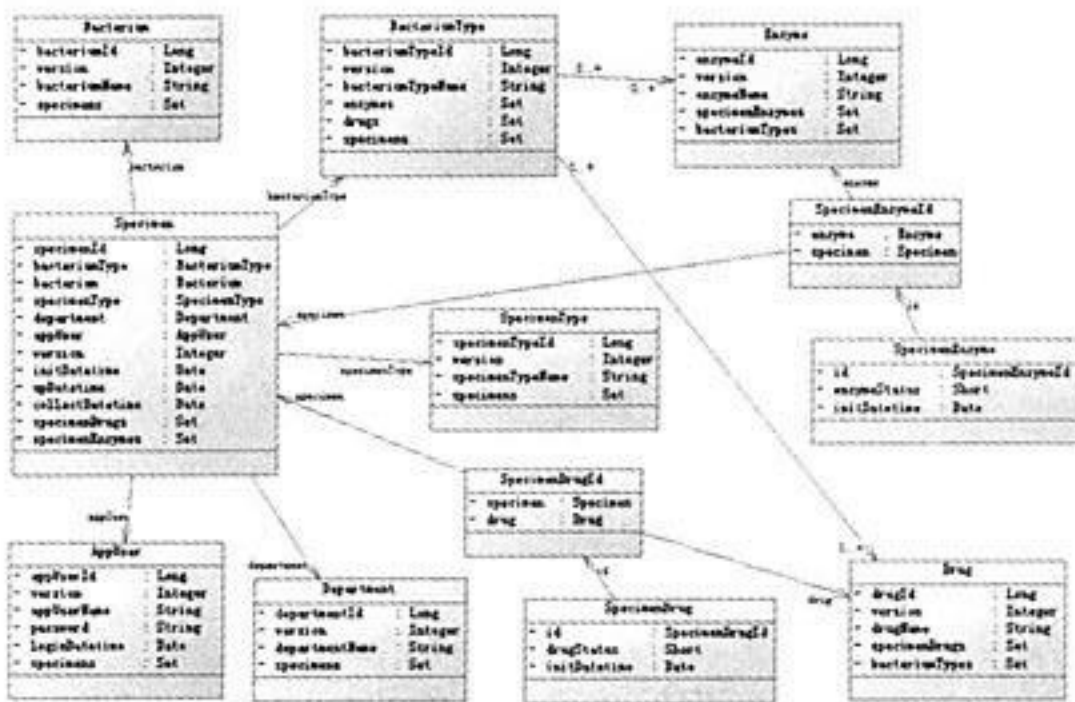 Bacterium
- bacteriumId : Long
- version : Integer
- bacteriumName : String
- specimens : Set
bacterium
BacteriumType
- bacteriumTypeId : Long
- version : Integer
- bacteriumTypeName : String
- enzymes : Set
- drugs : Set
- specimens : Set
bacteriumType
Enzyme
- enzymeId : Long
- version : Integer
- enzymeName : String
- specimenEnzymes : Set
- bacteriumTypes : Set
enzyme
SpecimenEnzymeId
- enzyme : Enzyme
- specimen : Specimen
specimen
id
SpecimenEnzyme
- id : SpecimenEnzymeId
- enzymeStatus : Short
- initDatetime : Date
Specimen
- specimenId : Long
- bacteriumType : BacteriumType
- bacterium : Bacterium
- specimenType : SpecimenType
- department : Department
- appUser : AppUser
- version : Integer
- initDatetime : Date
- upDatetime : Date
- collectDatetime : Date
- specimenDrugs : Set
- specimenEnzymes : Set
SpecimenType
- specimenTypeId : Long
- version : Integer
- specimenTypeName : String
- specimens : Set
specimenType
specimen
SpecimenDrugId
- specimen : Specimen
- drug : Drug
id
drug
appUser
AppUser
- appUserId : Long
- version : Integer
- appUserName : String
- password : String
- loginDatetime : Date
- specimens : Set
department
Department
- departmentId : Long
- version : Integer
- departmentName : String
- specimens : Set
SpecimenDrug
- id : SpecimenDrugId
- drugStatus : Short
- initDatetime : Date
Drug
- drugId : Long
- version : Integer
- drugName : String
- specimenDrugs : Set
- bacteriumTypes : Set